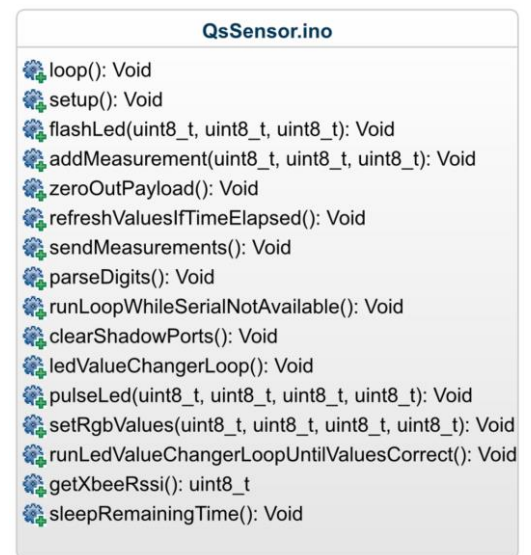 QsSensor.ino
loop(): Void
setup(): Void
flashLed(uint8_t, uint8_t, uint8_t): Void
addMeasurement(uint8_t, uint8_t, uint8_t): Void
zeroOutPayload(): Void
refreshValuesIfTimeElapsed(): Void
sendMeasurements(): Void
parseDigits(): Void
runLoopWhileSerialNotAvailable(): Void
clearShadowPorts(): Void
ledValueChangerLoop(): Void
pulseLed(uint8_t, uint8_t, uint8_t, uint8_t): Void
setRgbValues(uint8_t, uint8_t, uint8_t, uint8_t): Void
runLedValueChangerLoopUntilValuesCorrect(): Void
getXbeeRssi(): uint8_t
sleepRemainingTime(): Void